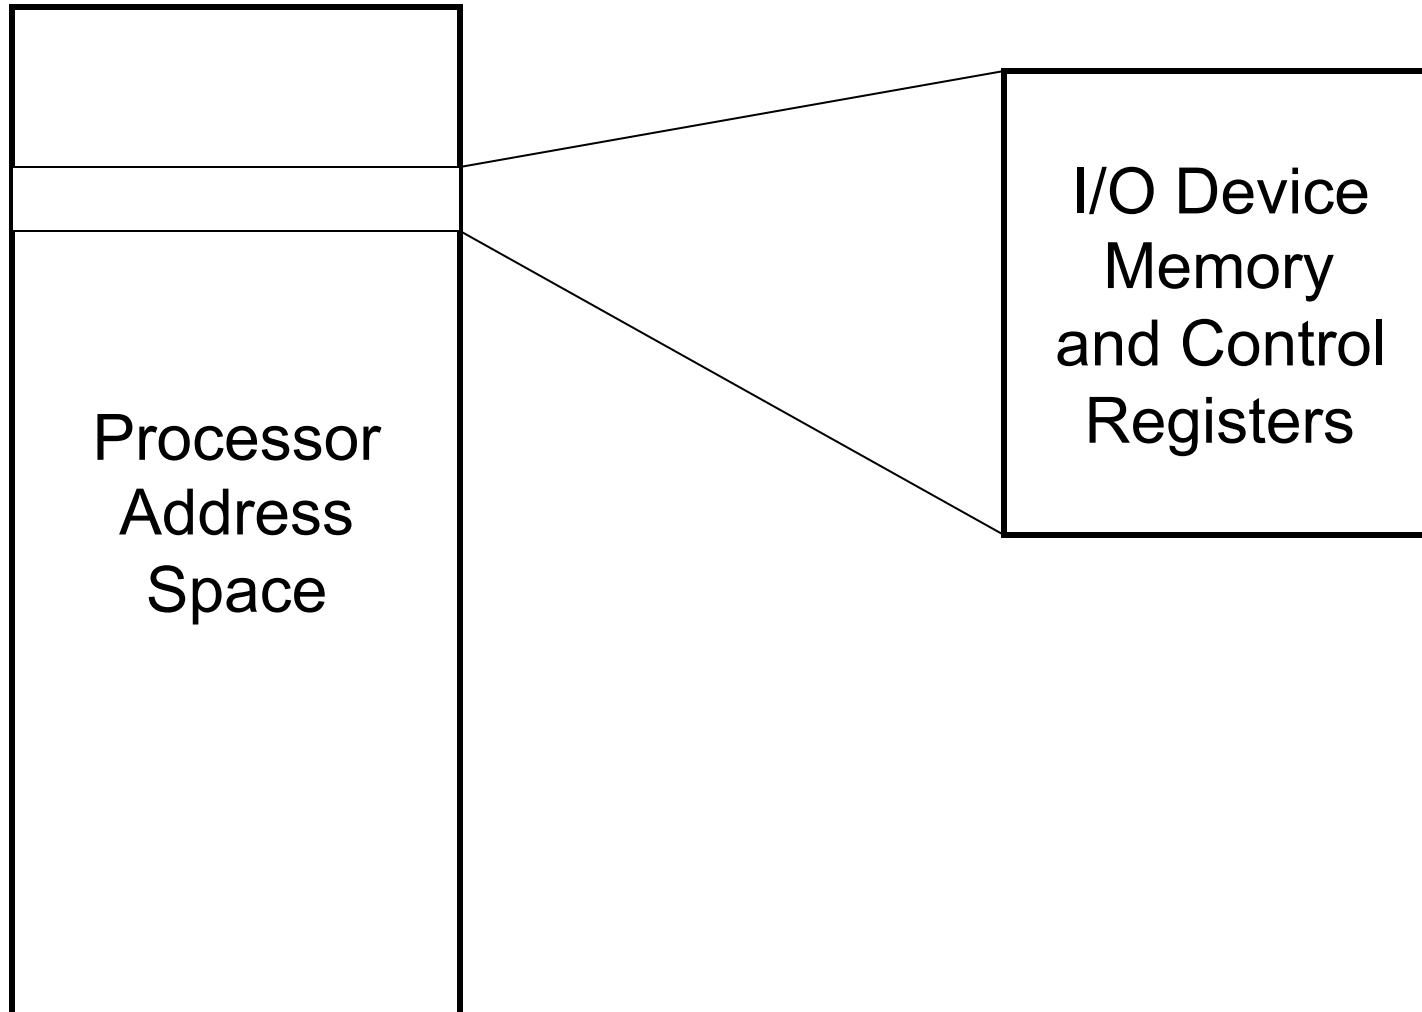 I/O Device
Memory
and Control
Registers
Processor
Address
Space